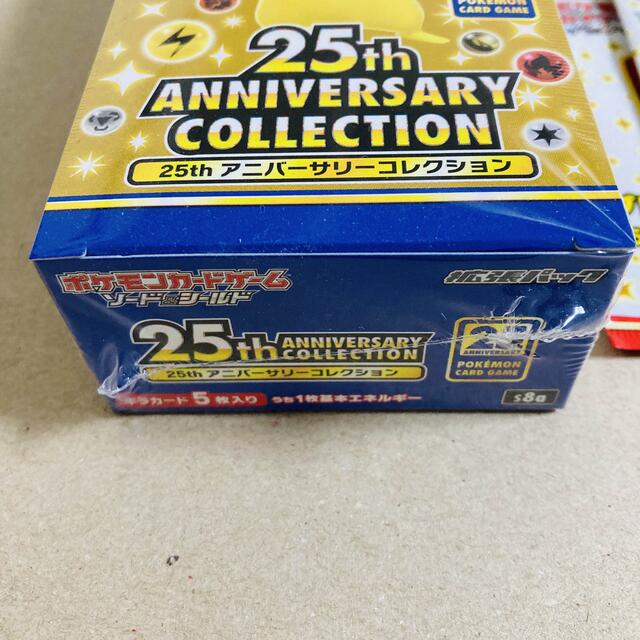 POKÉMON
CARD GAME
25th
ANNIVERSARY
COLLECTION
25th アニバーサリーコレクション
ポケモンカードゲーム
ソード&シールド
拡張パック
25th ANNIVERSARY
COLLECTION
25th アニバーサリーコレクション
25
ANNIVERSARY
POKÉMON
CARD GAME
キラカード 5枚入り うち1枚基本エネルギー
s8a